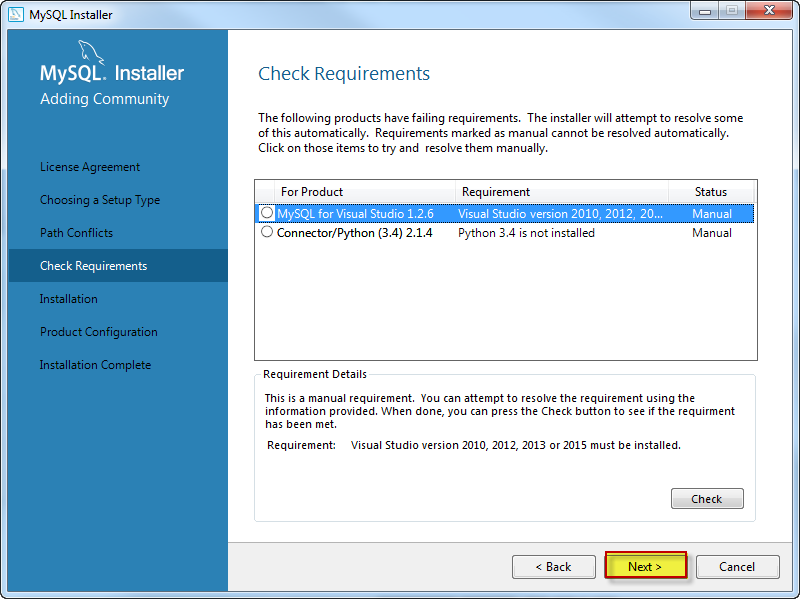 MySQL Installer
MySQL. Installer
Adding Community
License Agreement
Choosing a Setup Type
Path Conflicts
Check Requirements
Installation
Product Configuration
Installation Complete
Check Requirements
The following products have failing requirements. The installer will attempt to resolve some
of this automatically. Requirements marked as manual cannot be resolved automatically.
Click on those items to try and resolve them manually.
For Product Requirement Status
MySQL for Visual Studio 1.2.6 Visual Studio version 2010, 2012, 20... Manual
Connector/Python (3.4) 2.1.4 Python 3.4 is not installed Manual
Requirement Details
This is a manual requirement. You can attempt to resolve the requirement using the
information provided. When done, you can press the Check button to see if the requirment
has been met.
Requirement: Visual Studio version 2010, 2012, 2013 or 2015 must be installed.
Check
< Back Next > Cancel